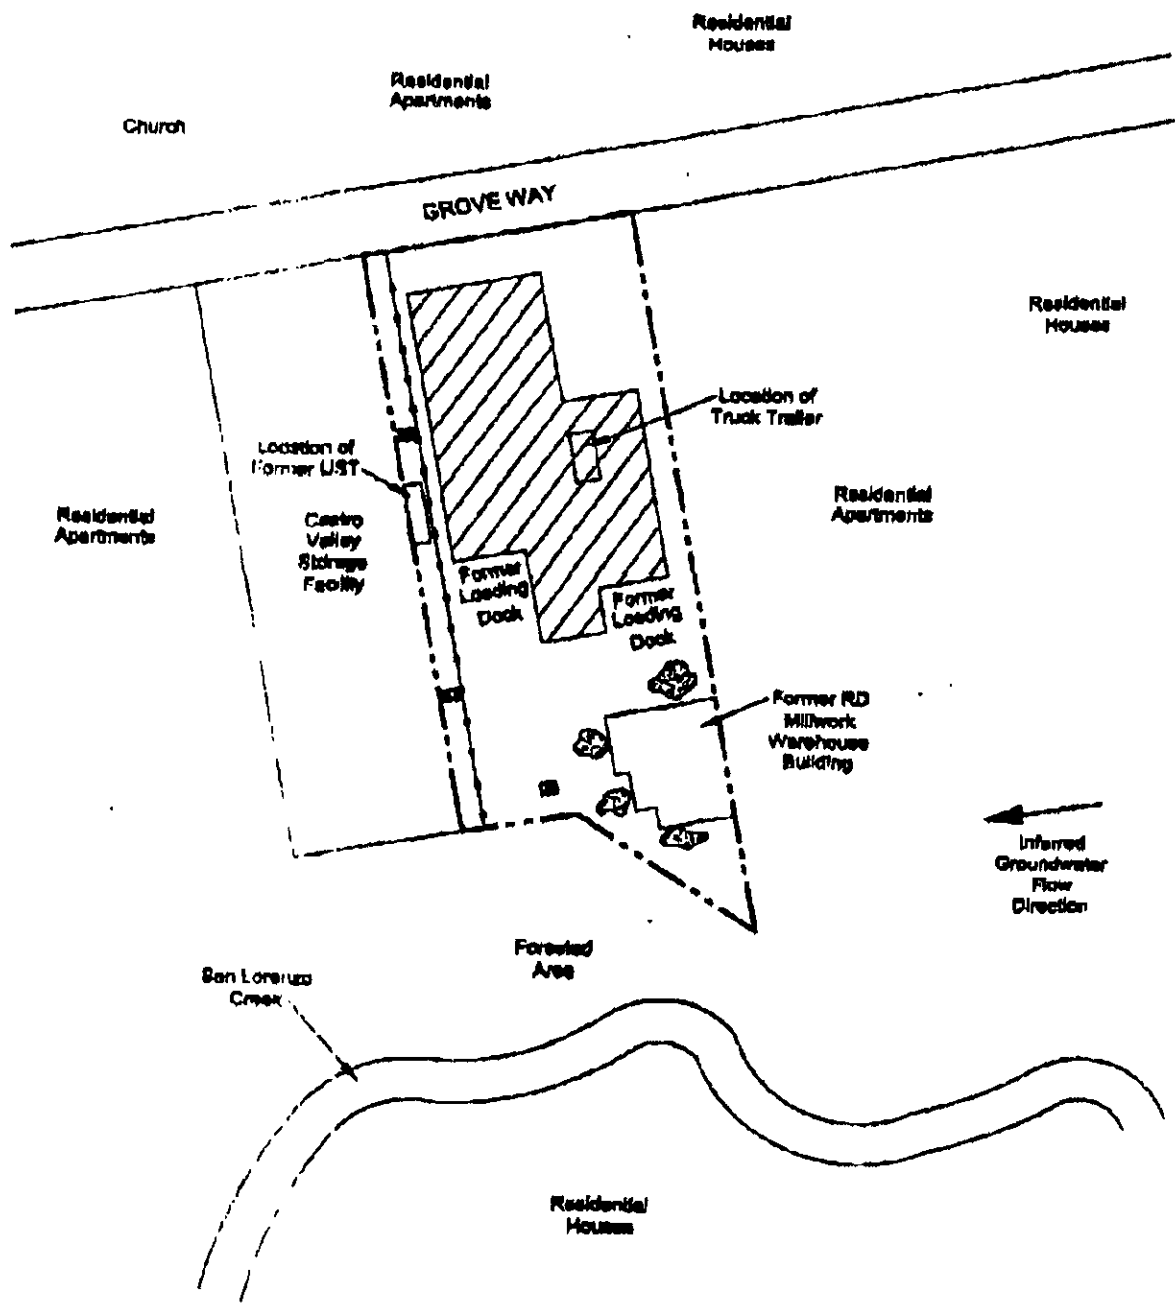 Residential
Houses
Residential
Apartments
Church
GROVE WAY
Residential
Houses
Location of
Truck Trailer
Location of
Former UST
Residential
Apartments
Castro
Valley
Storage
Facility
Residential
Apartments
Former
Loading
Dock
Former
Loading
Dock
Former RD
Millwork
Warehouse
Building
Inferred
Groundwater
Flow
Direction
Forested
Area
San Lorenzo
Creek
Residential
Houses